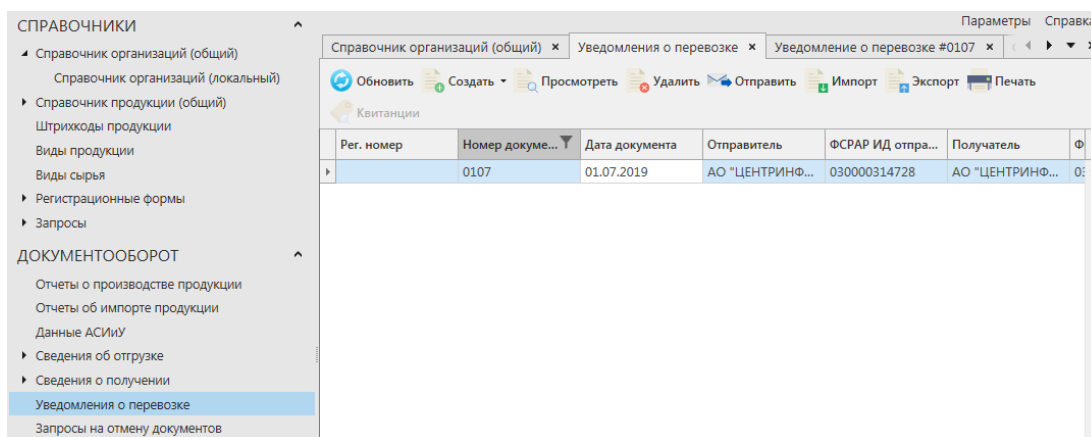 Параметры Справка
СПРАВОЧНИКИ
Справочник организаций (общий)
Справочник организаций (локальный)
Справочник продукции (общий)
Штрихкоды продукции
Виды продукции
Виды сырья
Регистрационные формы
Запросы
ДОКУМЕНТООБОРОТ
Отчеты о производстве продукции
Отчеты об импорте продукции
Данные АСИиУ
Сведения об отгрузке
Сведения о получении
Уведомления о перевозке
Запросы на отмену документов
Справочник организаций (общий) × Уведомления о перевозке × Уведомление о перевозке #0107 ×
Обновить Создать Просмотреть Удалить Отправить Импорт Экспорт Печать
Квитанции
Рег. номер Номер докуме... Дата документа Отправитель ФСРАР ИД отпра... Получатель Ф
0107 01.07.2019 АО "ЦЕНТРИНФ... 030000314728 АО "ЦЕНТРИНФ... 03